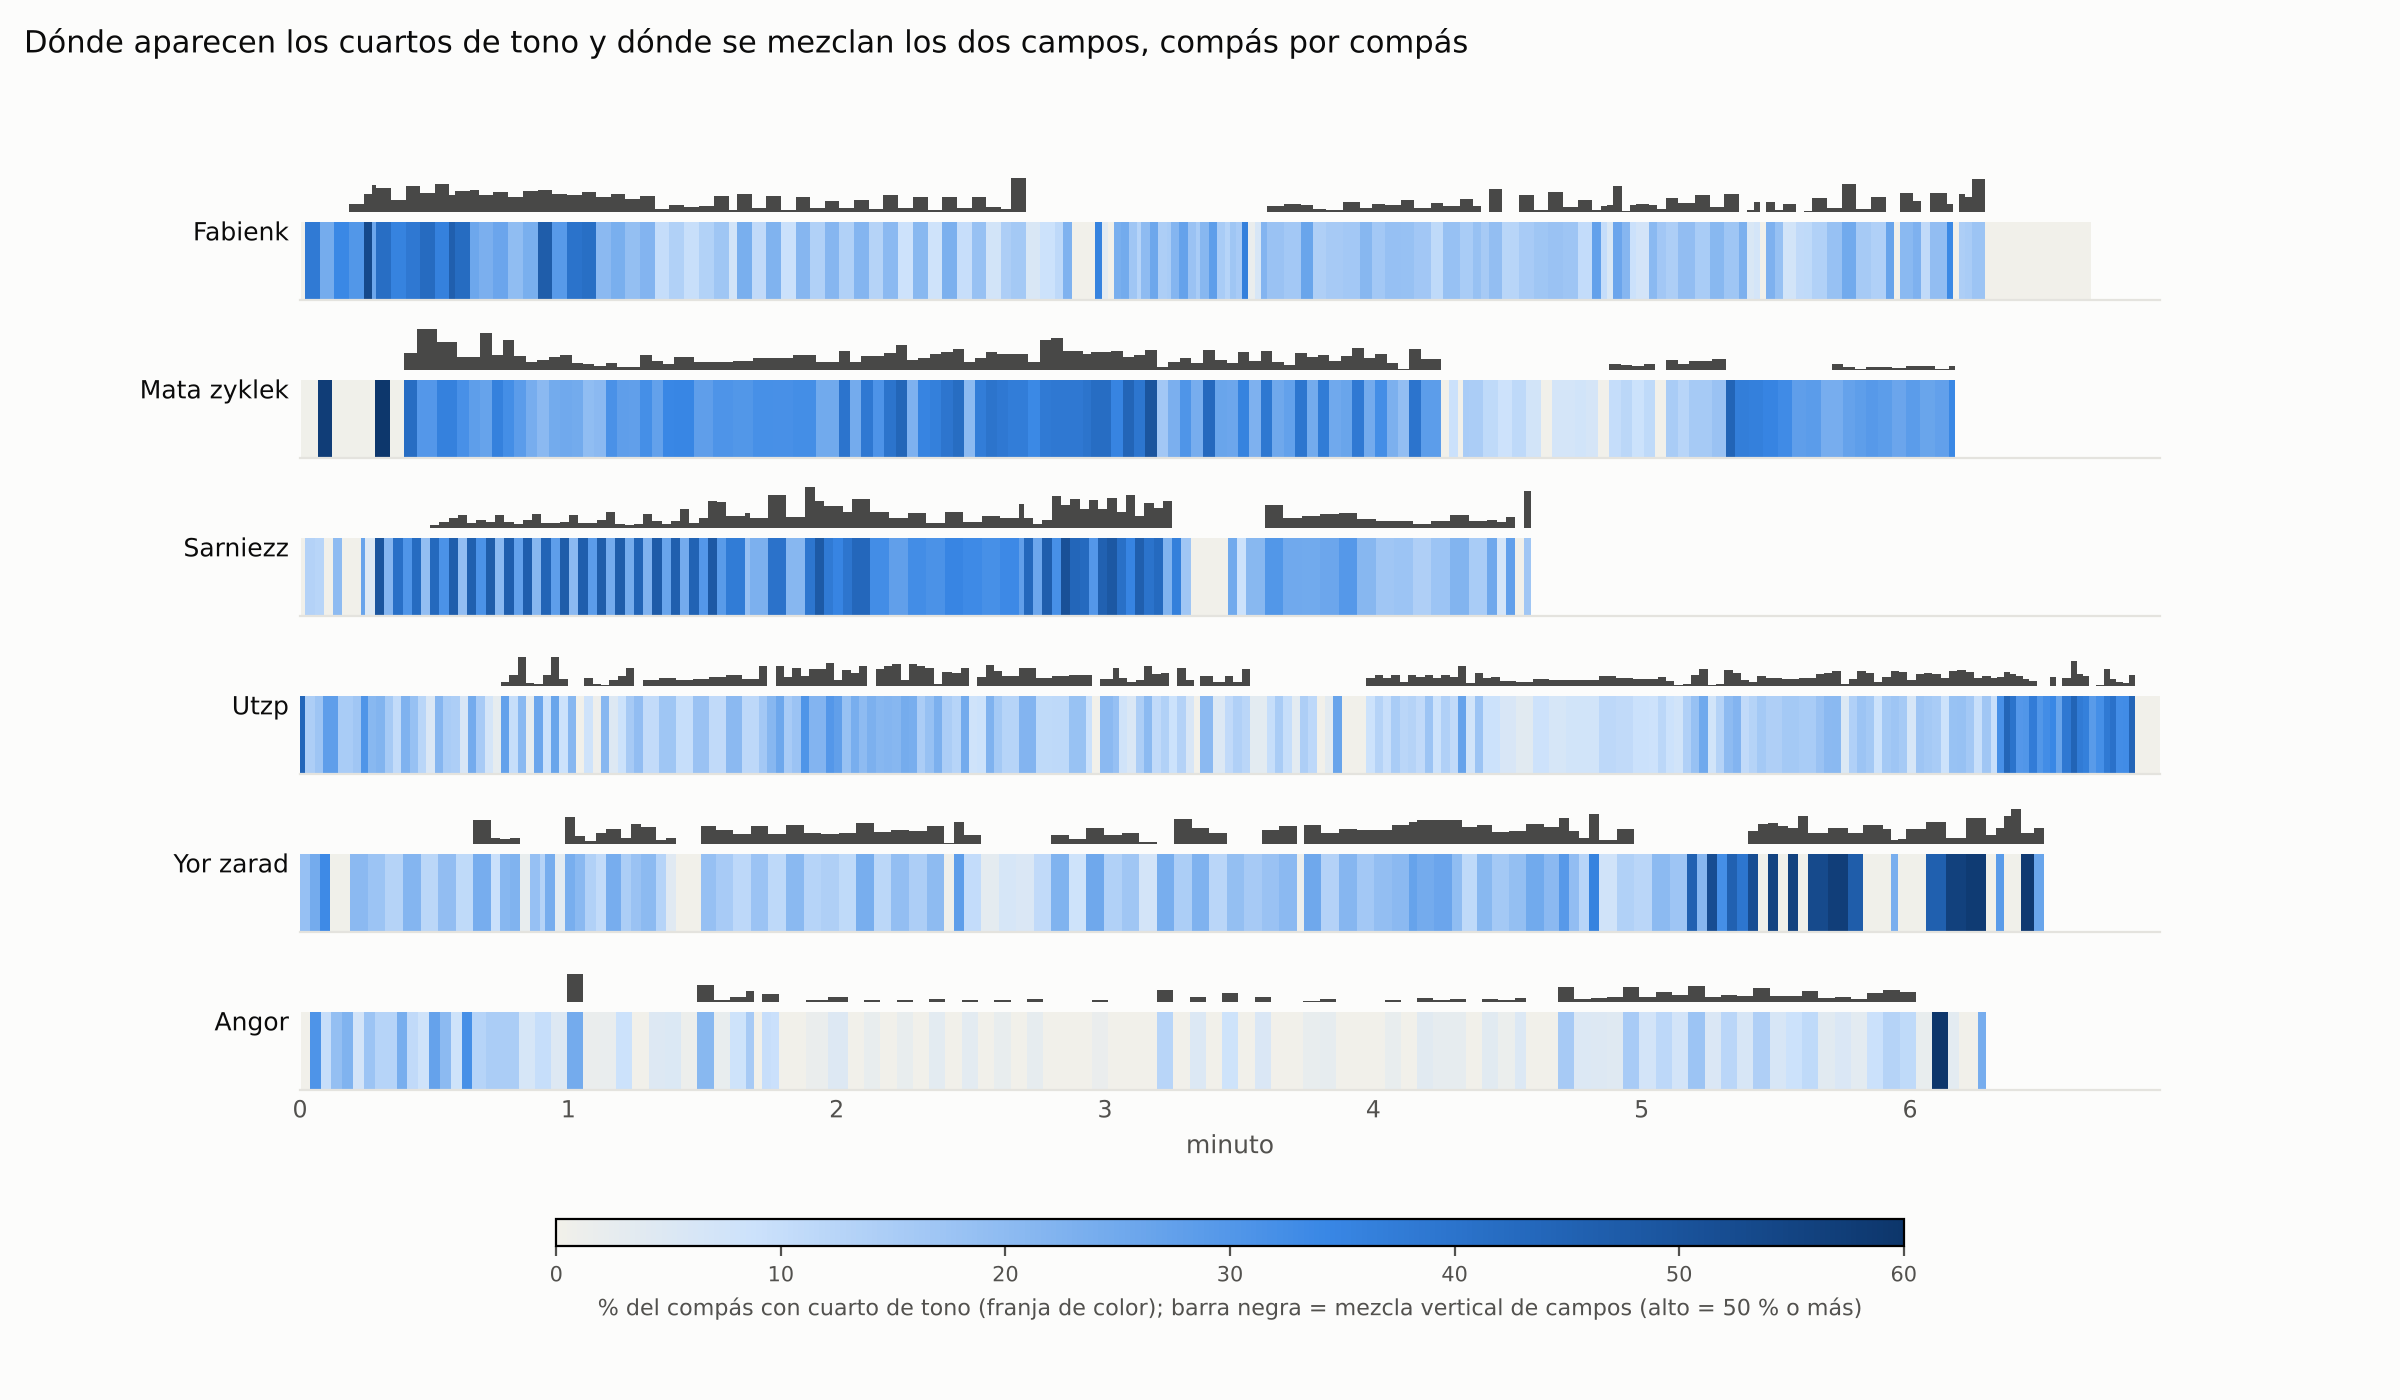 Dónde aparecen los cuartos de tono y dónde se mezclan los dos campos, compás por compás
Fabienk
Mata zyklek
Sarniezz
Utzp
Yor zarad
Angor
0 1 2 3 4 5 6
minuto
0 10 20 30 40 50 60
% del compás con cuarto de tono (franja de color); barra negra = mezcla vertical de campos (alto = 50 % o más)